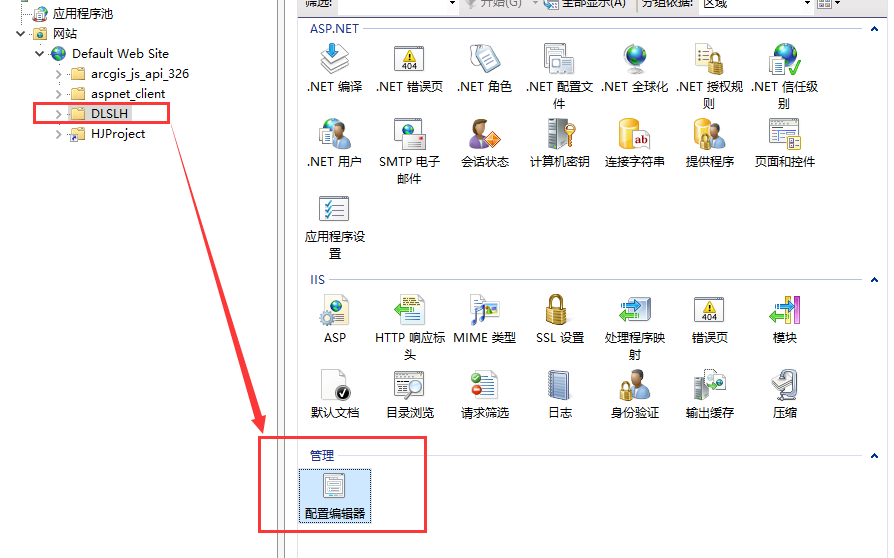 应用程序池
网站
Default Web Site
arcgis_js_api_326
aspnet_client
DLSLH
HJProject
筛选:
开始(G)
全部显示(A)
分组依据:
区域
ASP.NET
.NET 编译
.NET 错误页
.NET 角色
.NET 配置文
件
.NET 全球化
.NET 授权规
则
.NET 信任级
别
.NET 用户
SMTP 电子
邮件
会话状态
计算机密钥
连接字符串
提供程序
页面和控件
应用程序设
置
IIS
ASP
HTTP 响应标
头
MIME 类型
SSL 设置
处理程序映
射
错误页
模块
默认文档
目录浏览
请求筛选
日志
身份验证
输出缓存
压缩
管理
配置编辑器